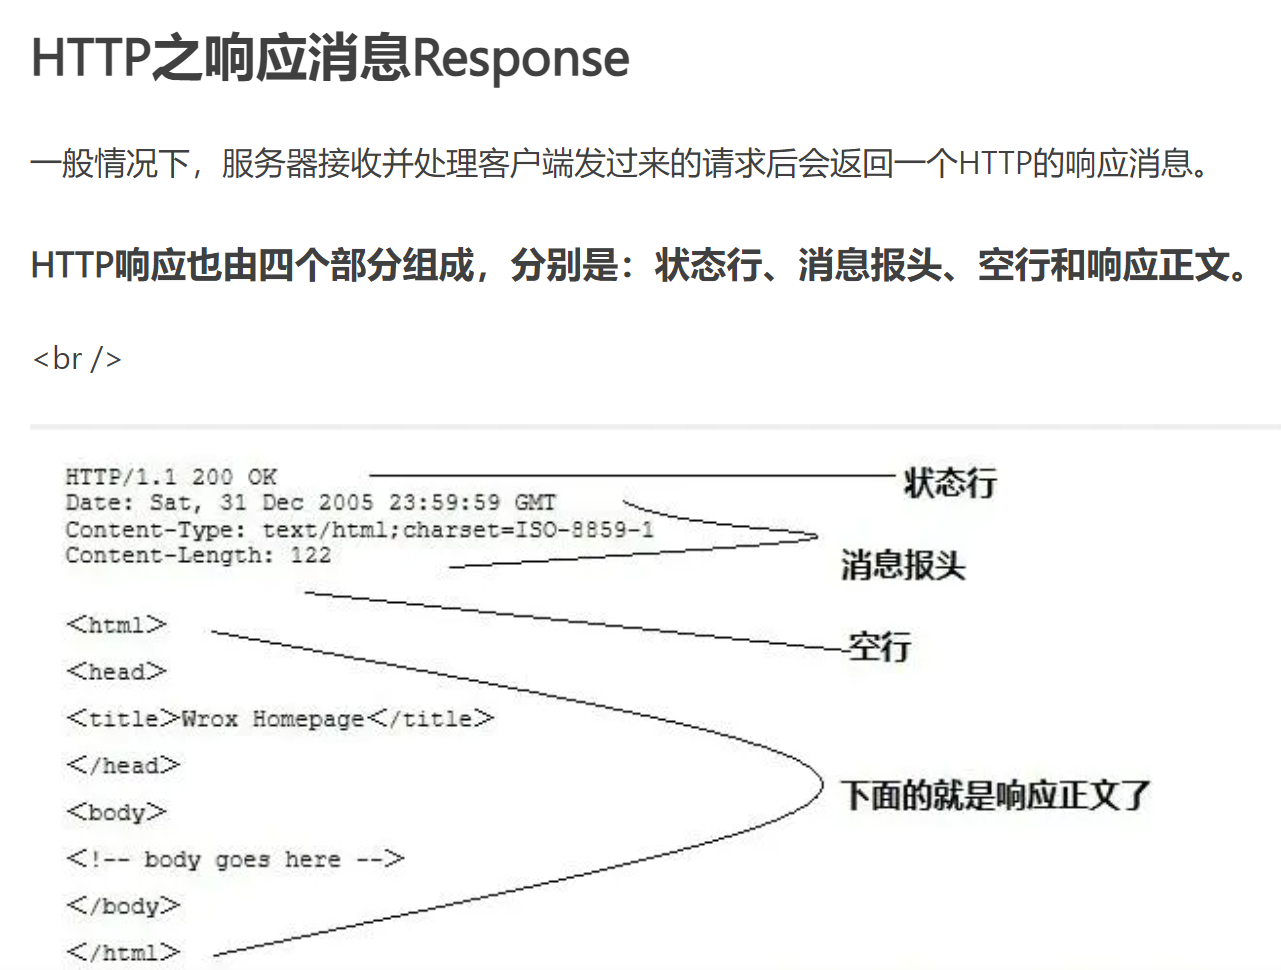 HTTP之响应消息Response
一般情况下，服务器接收并处理客户端发过来的请求后会返回一个HTTP的响应消息。
HTTP响应也由四个部分组成，分别是：状态行、消息报头、空行和响应正文。
<br />
HTTP/1.1 200 OK
状态行
Date: Sat, 31 Dec 2005 23:59:59 GMT
Content-Type: text/html;charset=ISO-8859-1
Content-Length: 122
消息报头
<html>
空行
<head>
<title>Wrox Homepage</title>
</head>
下面的就是响应正文了
<body>
<!-- body goes here -->
</body>
</html>